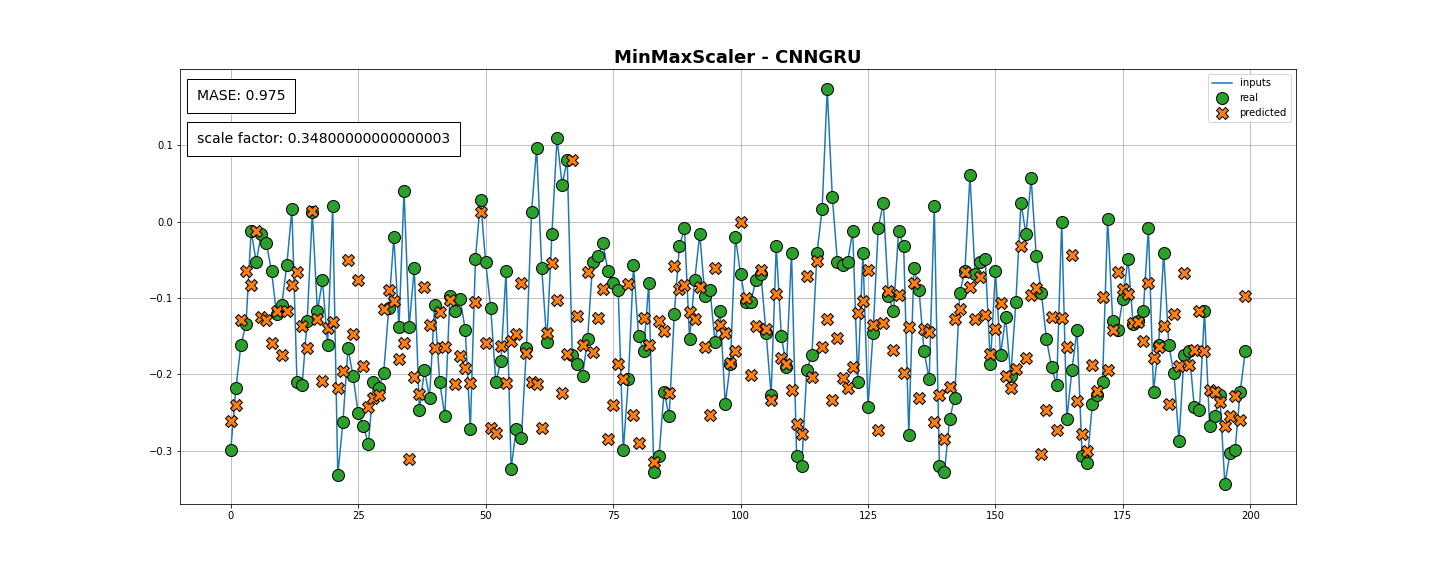 MinMaxScaler - CNNGRU
MASE: 0.975
scale factor: 0.34800000000000003
inputs
real
predicted
0.1
0.0
−0.1
−0.2
−0.3
0
25
50
75
100
125
150
175
200